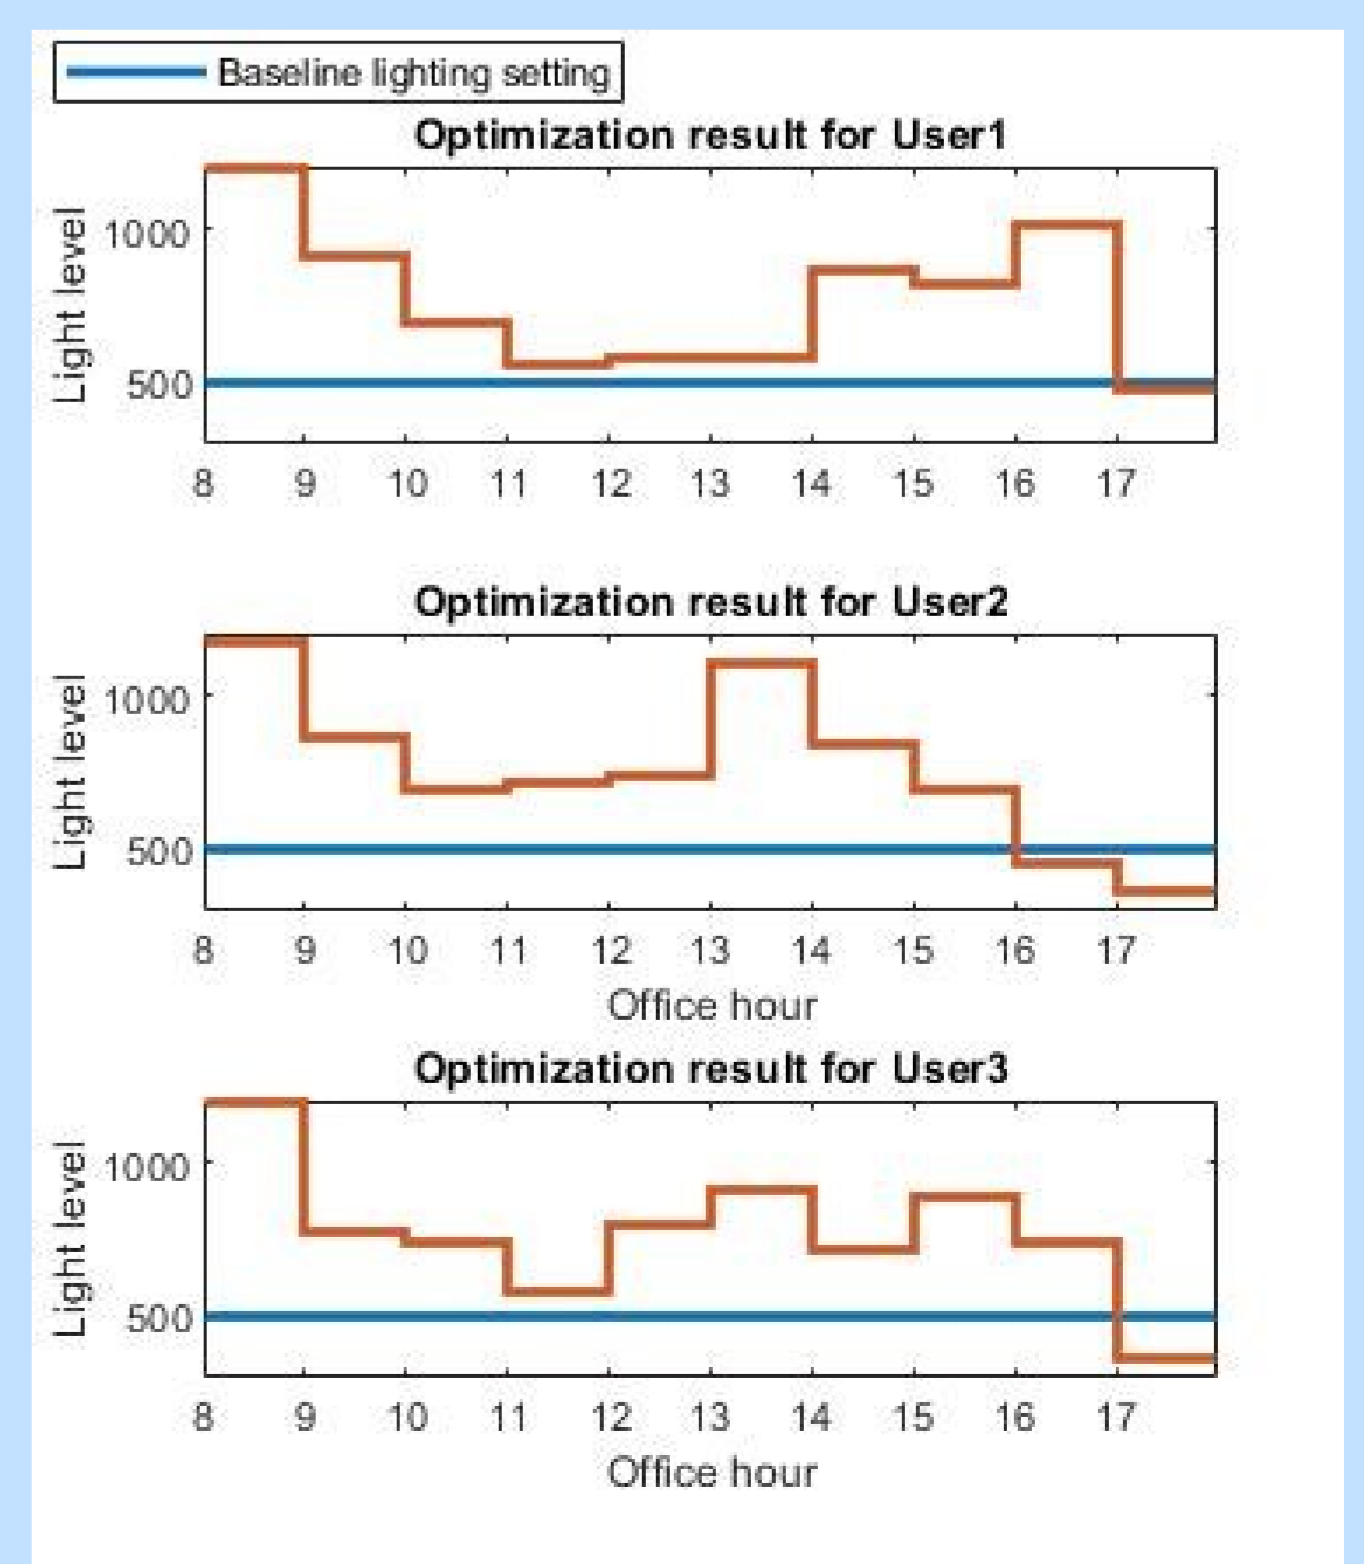 Baseline lighting setting
Optimization result for User1
Light level
1000
500
8 9 10 11 12 13 14 15 16 17
Optimization result for User2
Light level
1000
500
8 9 10 11 12 13 14 15 16 17
Office hour
Optimization result for User3
Light level
1000
500
8 9 10 11 12 13 14 15 16 17
Office hour